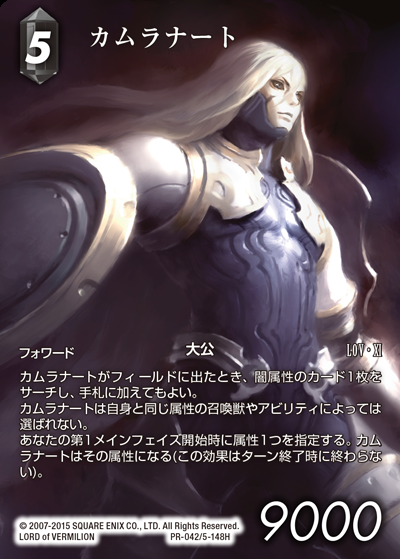 5
カムラナート
フォワード
大公
LOV・XI
カムラナートがフィールドに出たとき、闇属性のカード1枚を
サーチし、手札に加えてもよい。
カムラナートは自身と同じ属性の召喚獣やアビリティによっては
選ばれない。
あなたの第1メインフェイズ開始時に属性1つを指定する。カム
ラナートはその属性になる(この効果はターン終了時に終わらな
い)。
© 2007-2015 SQUARE ENIX CO., LTD. All Rights Reserved.
LORD of VERMILION
PR-042/5-148H
9000